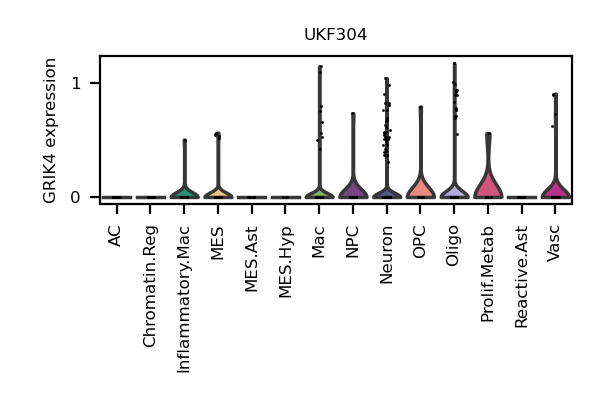 UKF304
GRIK4 expression
1
0
AC
Chromatin.Reg
Inflammatory.Mac
MES
MES.Ast
MES.Hyp
Mac
NPC
Neuron
OPC
Oligo
Prolif.Metab
Reactive.Ast
Vasc